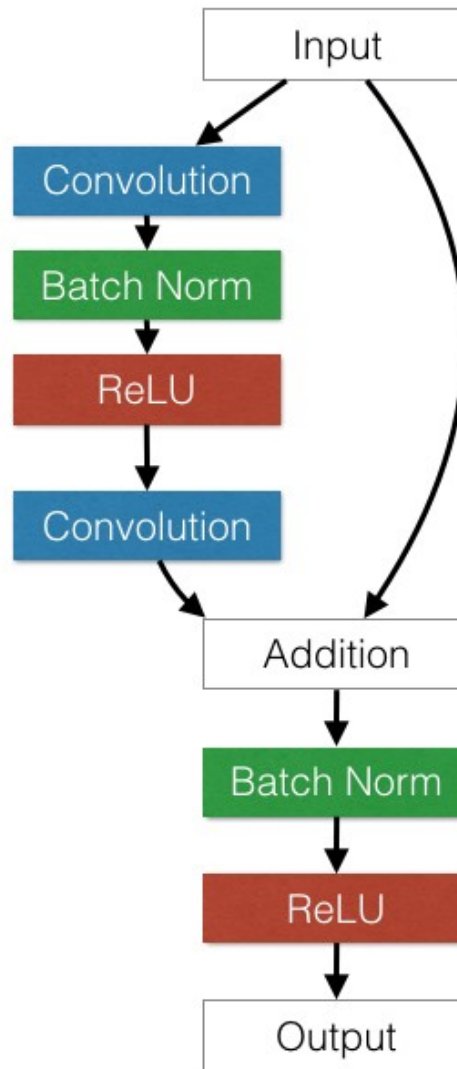 Input
Convolution
Batch Norm
ReLU
Convolution
Addition
Batch Norm
ReLU
Output